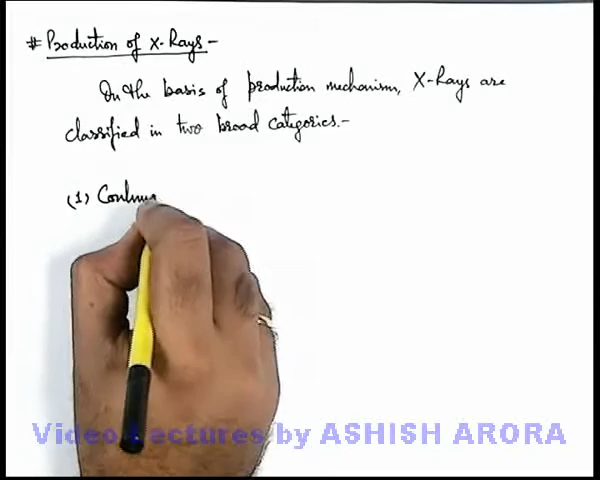 # Production of X-Rays -
On the basis of production mechanism, X-Rays are
classified in two broad categories.-
(1) Continu
Video Lectures by ASHISH ARORA